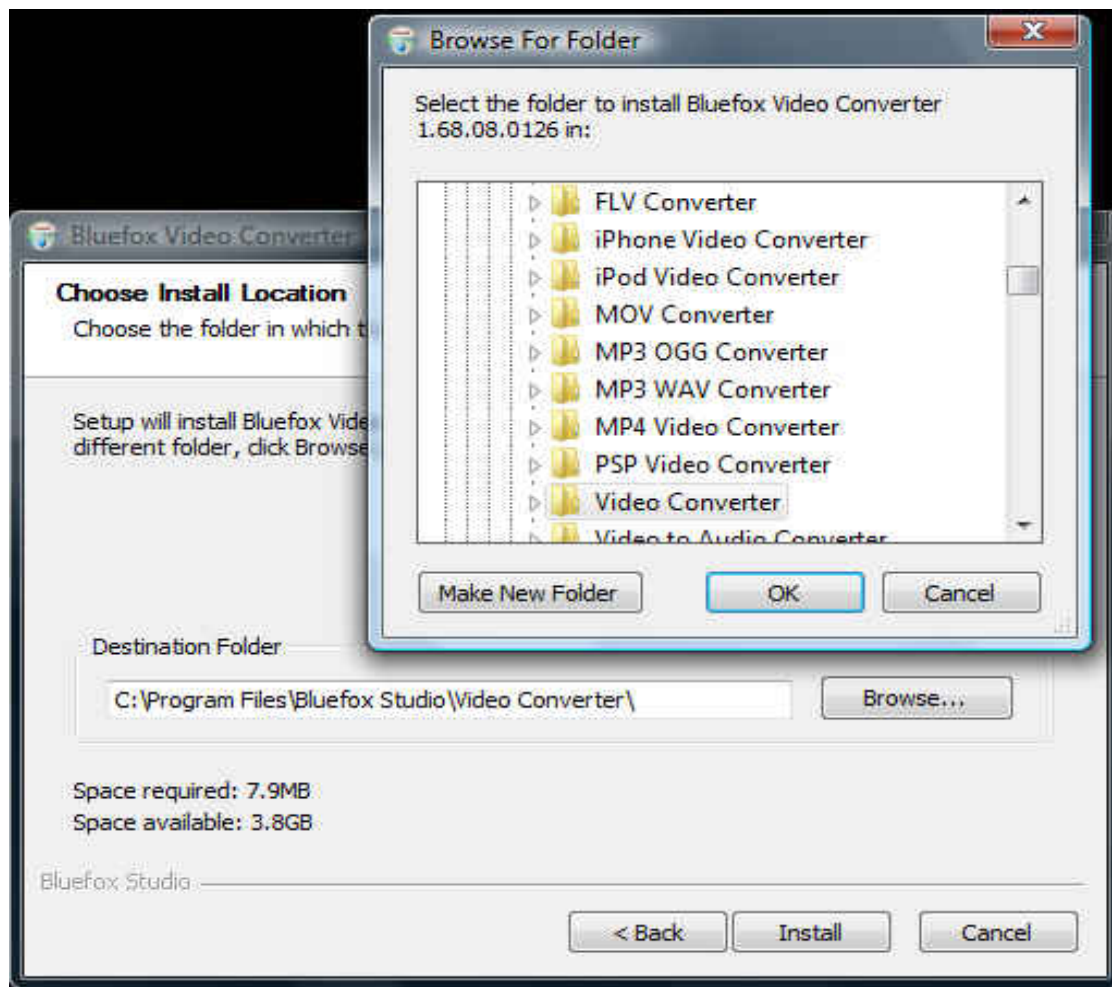 Browse For Folder
Select the folder to install Bluefox Video Converter
1.68.08.0126 in:
FLV Converter
iPhone Video Converter
iPod Video Converter
MOV Converter
MP3 OGG Converter
MP3 WAV Converter
MP4 Video Converter
PSP Video Converter
Video Converter
Video to Audio Converter
Make New Folder
OK
Cancel
Bluefox Video Converter
Choose Install Location
Choose the folder in which
Setup will install Bluefox
different folder, click Browse
Destination Folder
C:\Program Files\Bluefox Studio\Video Converter\
Browse...
Space required: 7.9MB
Space available: 3.8GB
Bluefox Studio
< Back
Install
Cancel